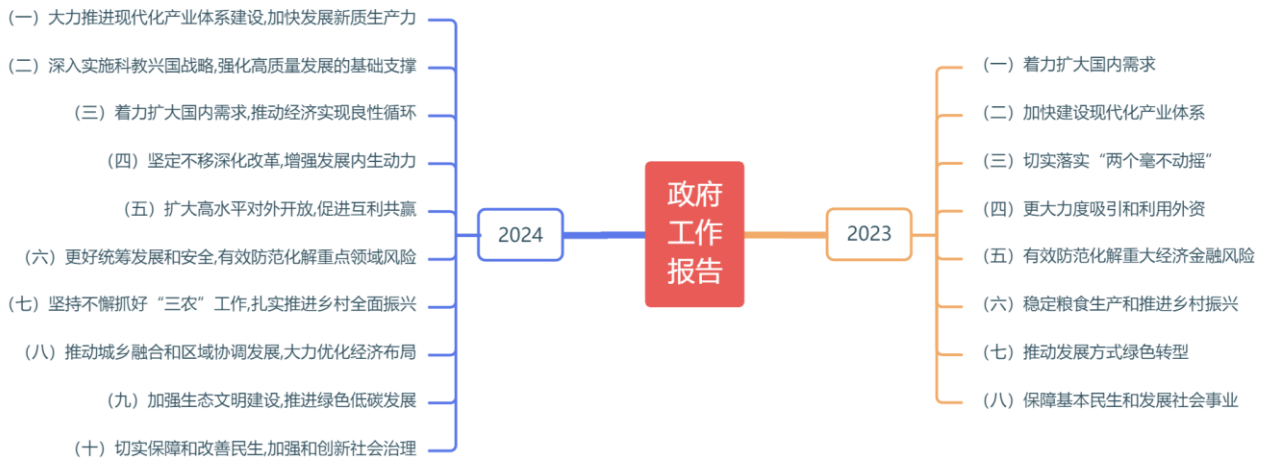 政府
工作
报告
2024
（一）大力推进现代化产业体系建设,加快发展新质生产力
（二）深入实施科教兴国战略,强化高质量发展的基础支撑
（三）着力扩大国内需求,推动经济实现良性循环
（四）坚定不移深化改革,增强发展内生动力
（五）扩大高水平对外开放,促进互利共赢
（六）更好统筹发展和安全,有效防范化解重点领域风险
（七）坚持不懈抓好“三农”工作,扎实推进乡村全面振兴
（八）推动城乡融合和区域协调发展,大力优化经济布局
（九）加强生态文明建设,推进绿色低碳发展
（十）切实保障和改善民生,加强和创新社会治理
2023
（一）着力扩大国内需求
（二）加快建设现代化产业体系
（三）切实落实“两个毫不动摇”
（四）更大力度吸引和利用外资
（五）有效防范化解重大经济金融风险
（六）稳定粮食生产和推进乡村振兴
（七）推动发展方式绿色转型
（八）保障基本民生和发展社会事业